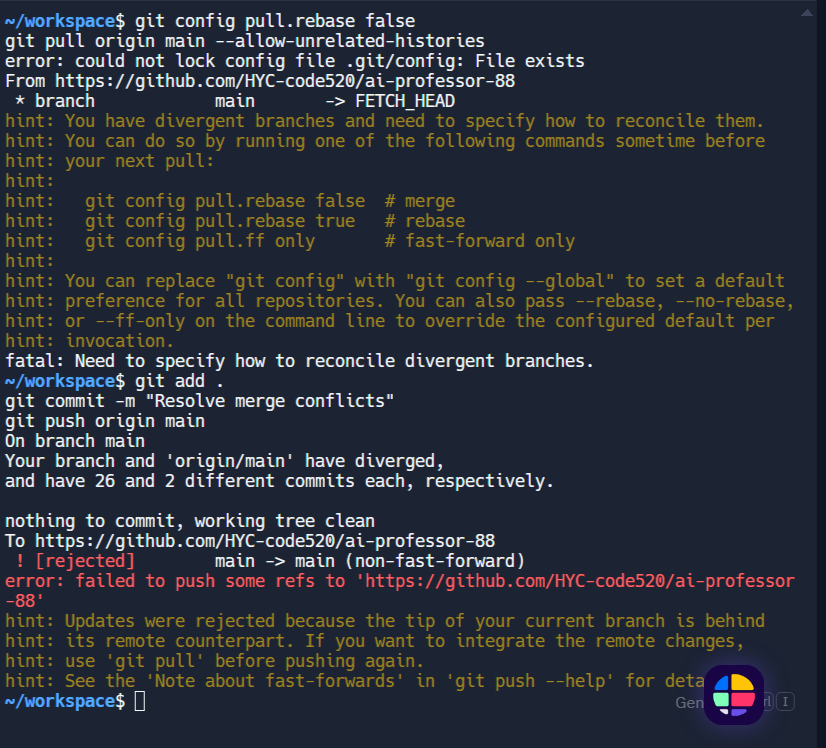 ~/workspace$ git config pull.rebase false
git pull origin main --allow-unrelated-histories
error: could not lock config file .git/config: File exists
From https://github.com/HYC-code520/ai-professor-88
 * branch            main       -> FETCH_HEAD
hint: You have divergent branches and need to specify how to reconcile them.
hint: You can do so by running one of the following commands sometime before
hint: your next pull:
hint:
hint:   git config pull.rebase false  # merge
hint:   git config pull.rebase true   # rebase
hint:   git config pull.ff only       # fast-forward only
hint:
hint: You can replace "git config" with "git config --global" to set a default
hint: preference for all repositories. You can also pass --rebase, --no-rebase,
hint: or --ff-only on the command line to override the configured default per
hint: invocation.
fatal: Need to specify how to reconcile divergent branches.
~/workspace$ git add .
git commit -m "Resolve merge conflicts"
git push origin main
On branch main
Your branch and 'origin/main' have diverged,
and have 26 and 2 different commits each, respectively.

nothing to commit, working tree clean
To https://github.com/HYC-code520/ai-professor-88
 ! [rejected]        main -> main (non-fast-forward)
error: failed to push some refs to 'https://github.com/HYC-code520/ai-professor
-88'
hint: Updates were rejected because the tip of your current branch is behind
hint: its remote counterpart. If you want to integrate the remote changes,
hint: use 'git pull' before pushing again.
hint: See the 'Note about fast-forwards' in 'git push --help' for
~/workspace$
I